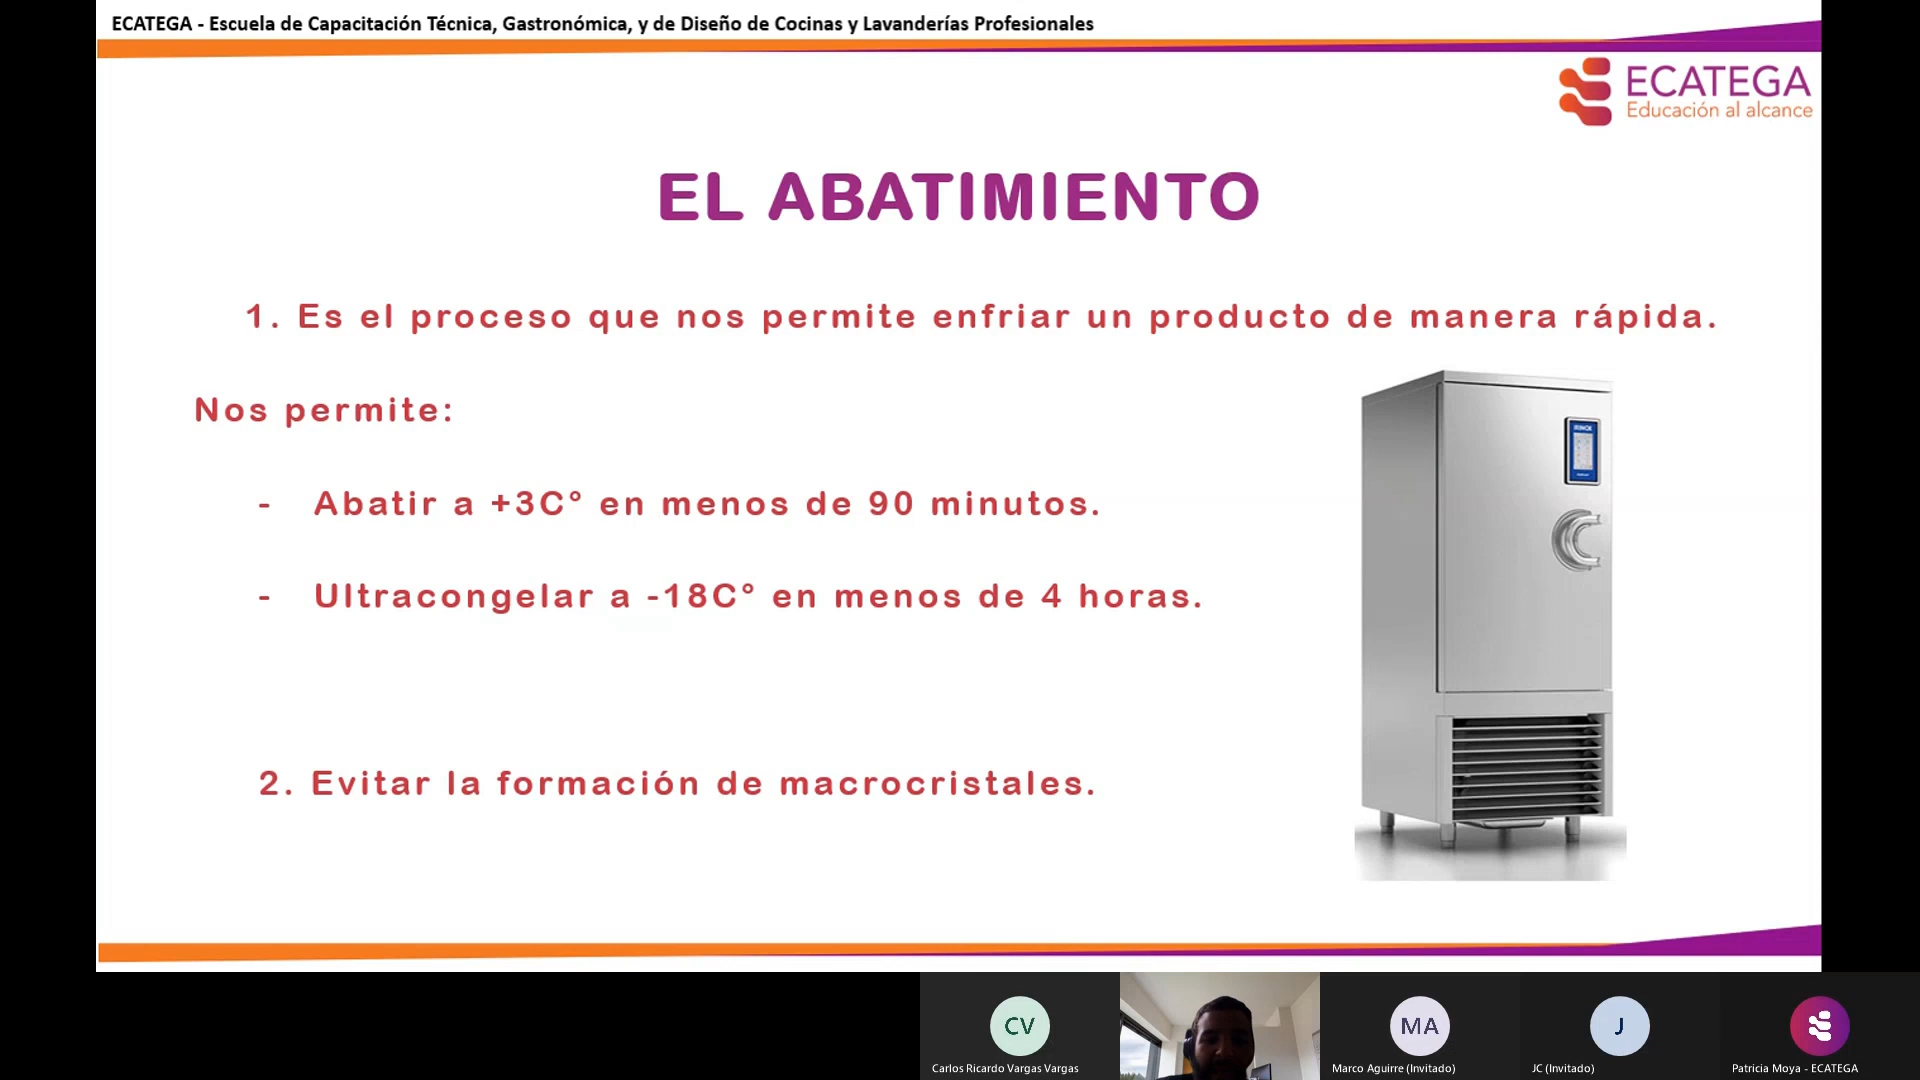 ECATEGA - Escuela de Capacitación Técnica, Gastronómica, y de Diseño de Cocinas y Lavanderías Profesionales
ECATEGA
Educación al alcance
EL ABATIMIENTO
1. Es el proceso que nos permite enfriar un producto de manera rápida.
Nos permite:
- Abatir a +3C° en menos de 90 minutos.
- Ultracongelar a -18C° en menos de 4 horas.
2. Evitar la formación de macrocristales.
IRINOX
CV
MA
J
Carlos Ricardo Vargas Vargas
Marco Aguirre (Invitado)
JC (Invitado)
Patricia Moya - ECATEGA